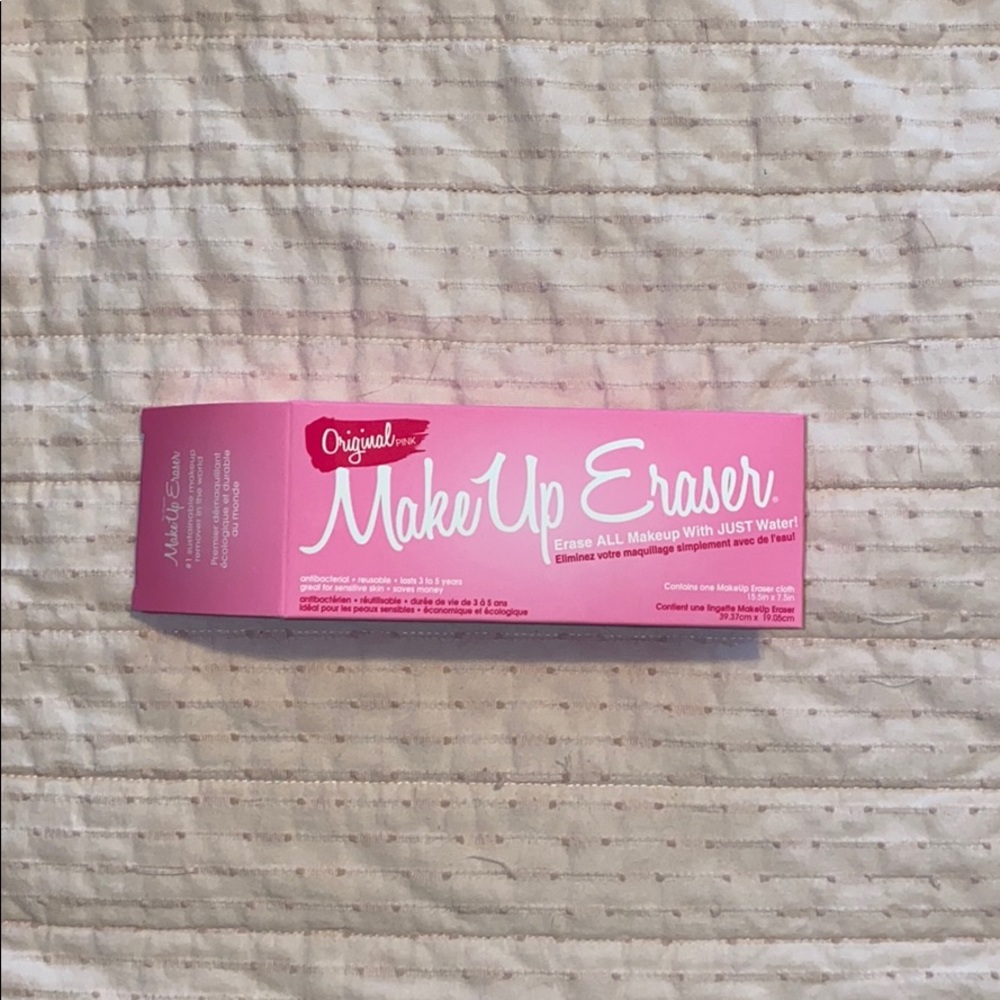 MakeUp Eraser
#1 sustainable makeup
remover in the world
Premier démaquillant
écologique et durable
au monde
Original PINK
MakeUp Eraser®
Erase ALL Makeup With JUST Water!
Eliminez votre maquillage simplement avec de l'eau!
antibacterial • reusable • lasts 3 to 5 years
great for sensitive skin • saves money
antibactérien • réutilisable • durée de vie de 3 à 5 ans
idéal pour les peaux sensibles • économique et écologique
Contains one MakeUp Eraser cloth
15.5in x 7.5in
Contient une lingette MakeUp Eraser
39.37cm x 19.05cm